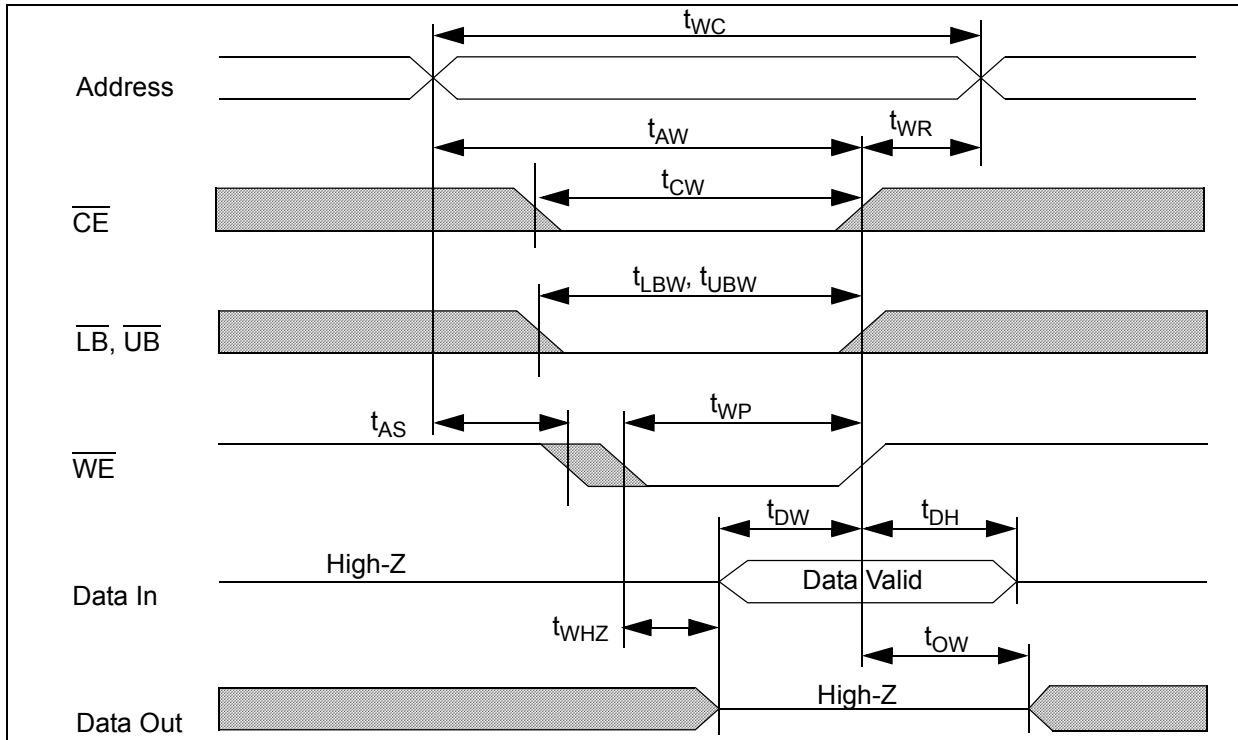 tWC
Address
tAW
tWR
tCW
CE
tLBW, tUBW
LB, UB
tWP
tAS
WE
tDW
tDH
High-Z
Data Valid
Data In
tWHZ
tOW
High-Z
Data Out